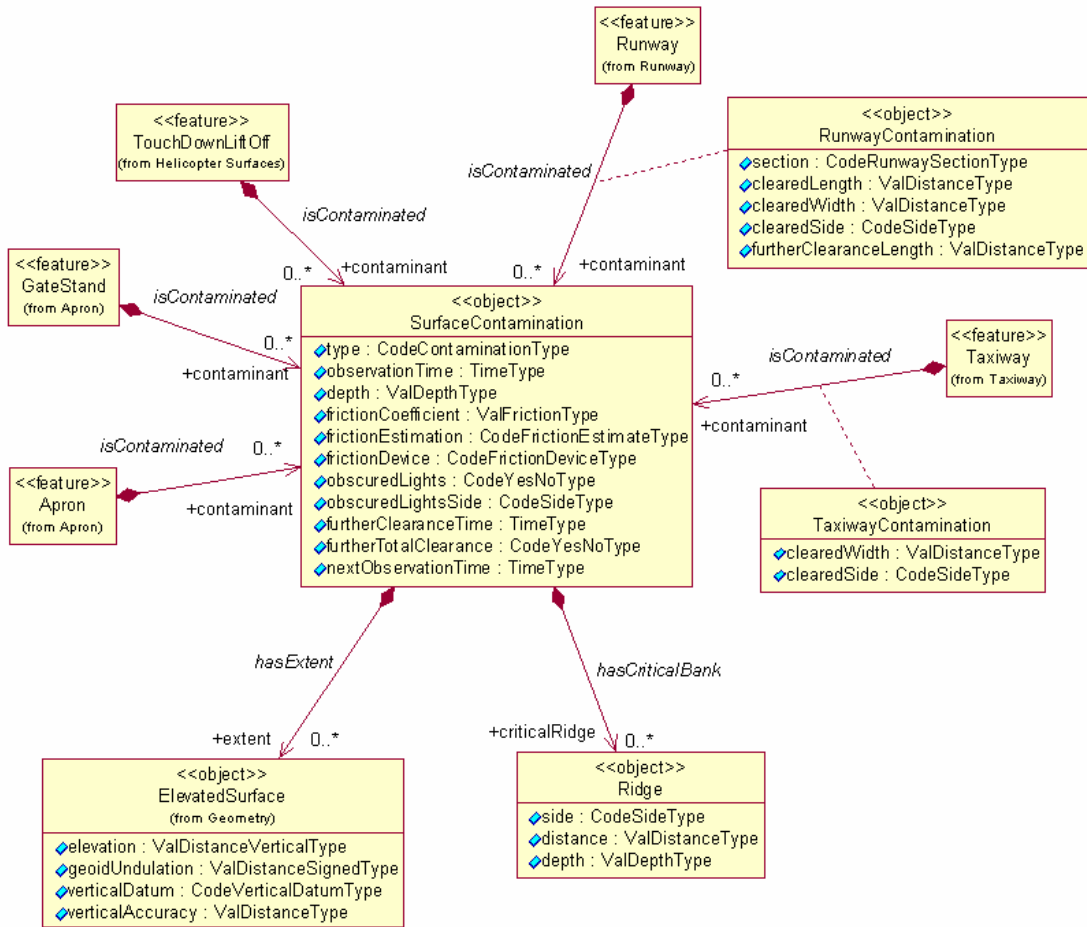 <<feature>>
Runway
(from Runway)
<<feature>>
TouchDownLiftOff
(from Helicopter Surfaces)
<<object>>
RunwayContamination
section : CodeRunwaySectionType
clearedLength : ValDistanceType
clearedWidth : ValDistanceType
clearedSide : CodeSideType
furtherClearanceLength : ValDistanceType
isContaminated
isContaminated
<<feature>>
GateStand
(from Apron)
isContaminated
0..*
+contaminant
0..*
+contaminant
0..*
+contaminant
<<object>>
SurfaceContamination
type : CodeContaminationType
observationTime : TimeType
depth : ValDepthType
frictionCoefficient : ValFrictionType
frictionEstimation : CodeFrictionEstimateType
frictionDevice : CodeFrictionDeviceType
obscuredLights : CodeYesNoType
obscuredLightsSide : CodeSideType
furtherClearanceTime : TimeType
furtherTotalClearance : CodeYesNoType
nextObservationTime : TimeType
isContaminated
<<feature>>
Taxiway
(from Taxiway)
0..*
+contaminant
isContaminated
0..*
<<feature>>
Apron
(from Apron)
+contaminant
<<object>>
TaxiwayContamination
clearedWidth : ValDistanceType
clearedSide : CodeSideType
hasExtent
hasCriticalBank
+extent
0..*
+criticalRidge
0..*
<<object>>
ElevatedSurface
(from Geometry)
elevation : ValDistanceVerticalType
geoidUndulation : ValDistanceSignedType
verticalDatum : CodeVerticalDatumType
verticalAccuracy : ValDistanceType
<<object>>
Ridge
side : CodeSideType
distance : ValDistanceType
depth : ValDepthType